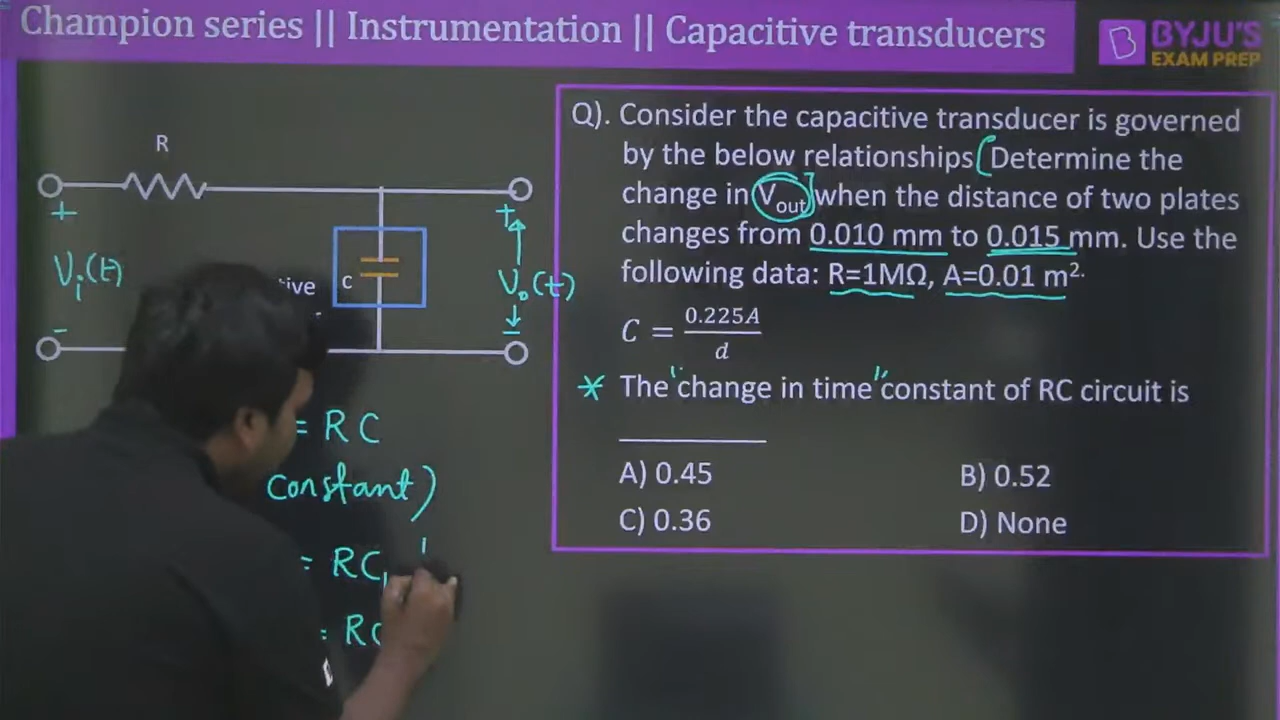 Champion series || Instrumentation || Capacitive transducers
BYJU'S
EXAM PREP
R
+
Vi(t)
-
tive
C
+
Vo(t)
-
= RC
constant)
= RC1
= RC
Q). Consider the capacitive transducer is governed
by the below relationships [Determine the
change in Vout] when the distance of two plates
changes from 0.010 mm to 0.015 mm. Use the
following data: R=1MΩ, A=0.01 m².
C = 0.225A / d
* The "change in time" constant of RC circuit is
__________
A) 0.45
B) 0.52
C) 0.36
D) None